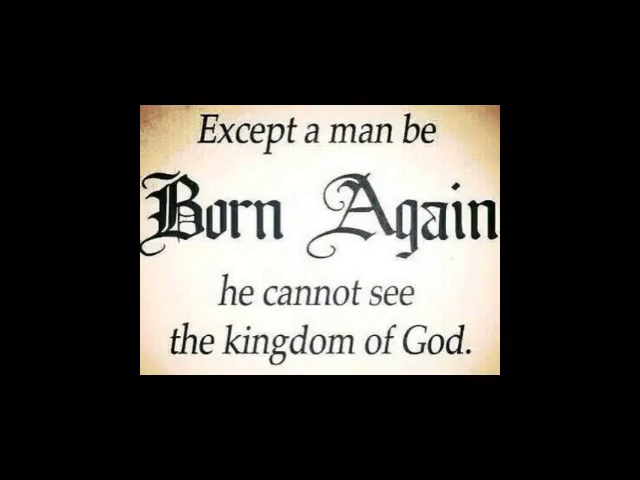 Except a man be
Born Again
he cannot see
the kingdom of God.